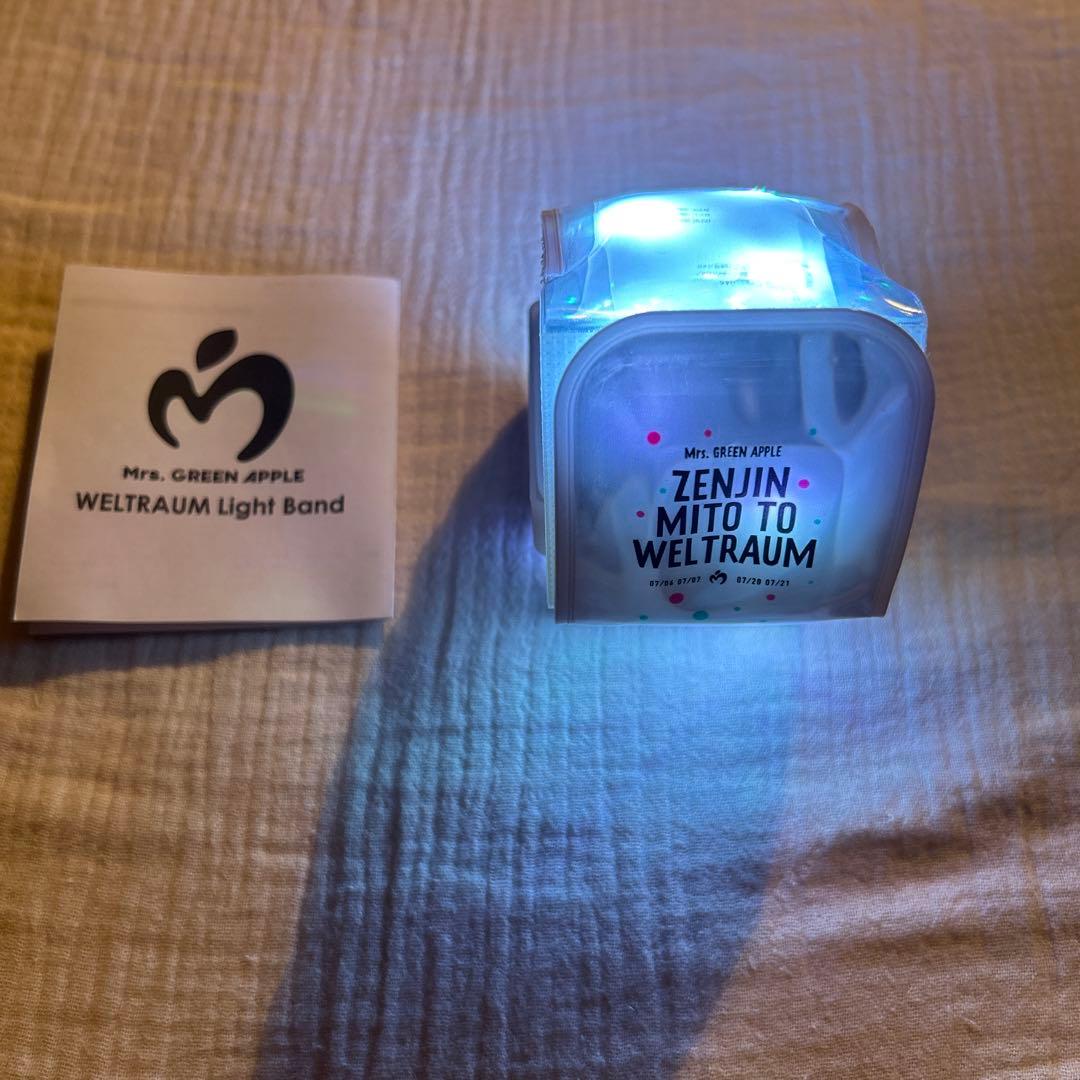 Mrs. GREEN APPLE
WELTRAUM Light Band
Mrs. GREEN APPLE
ZENJIN
MITO TO
WELTRAUM
07/06 07/07 07/20 07/21